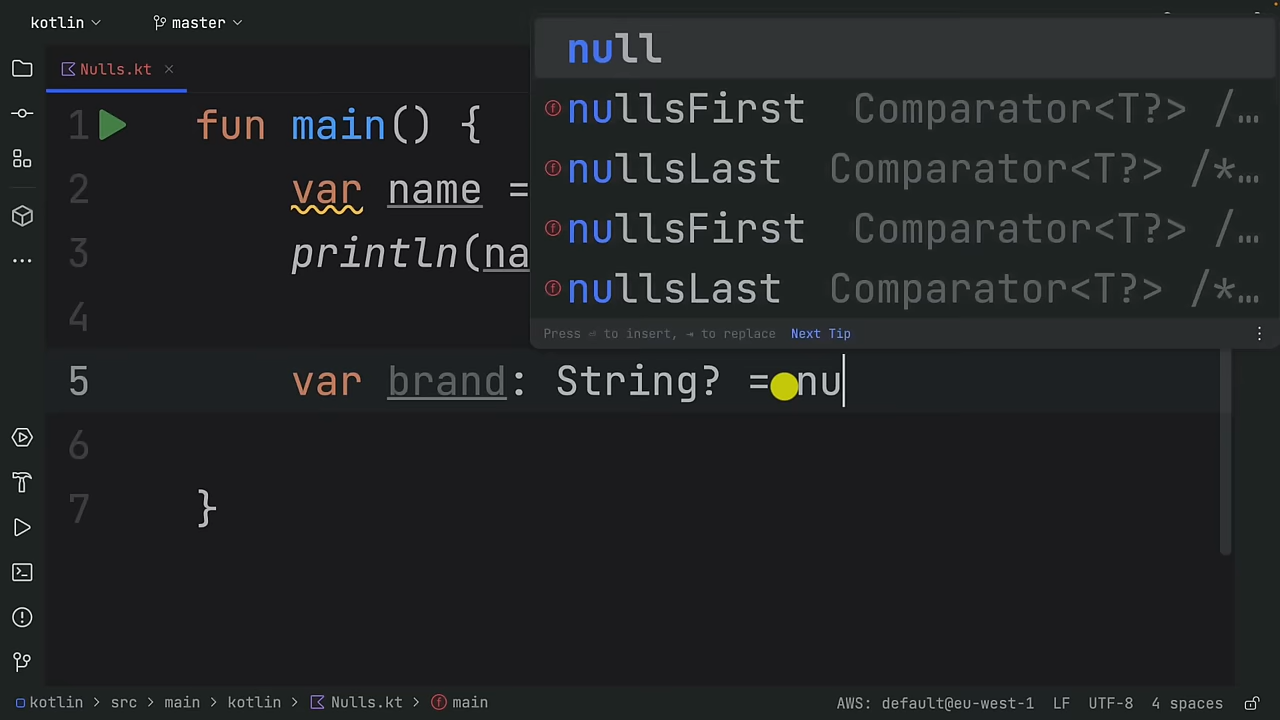 kotlin master
Nulls.kt
1 fun main() {
2 var name =
3 println(na
4
5 var brand: String? = nu
6
7 }
null
nullsFirst Comparator<T?> /…
nullsLast Comparator<T?> /*…
nullsFirst Comparator<T?> /…
nullsLast Comparator<T?> /*…
Press ⏎ to insert, ⇥ to replace Next Tip
kotlin > src > main > kotlin > Nulls.kt > main AWS: default@eu-west-1 LF UTF-8 4 spaces